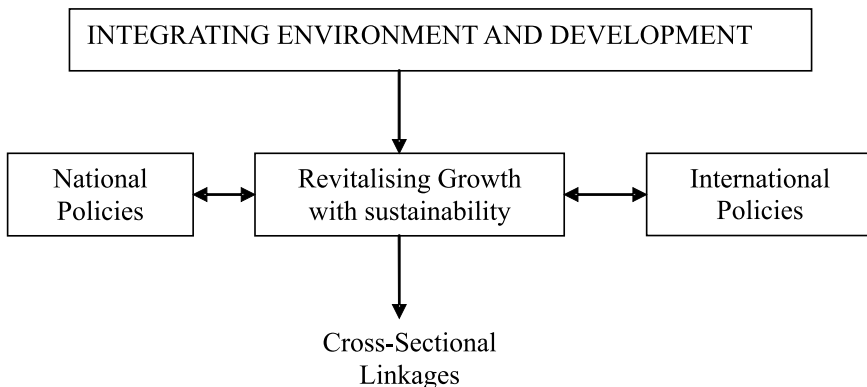 INTEGRATING ENVIRONMENT AND DEVELOPMENT
National
Policies
Revitalising Growth
with sustainability
International
Policies
Cross-Sectional
Linkages